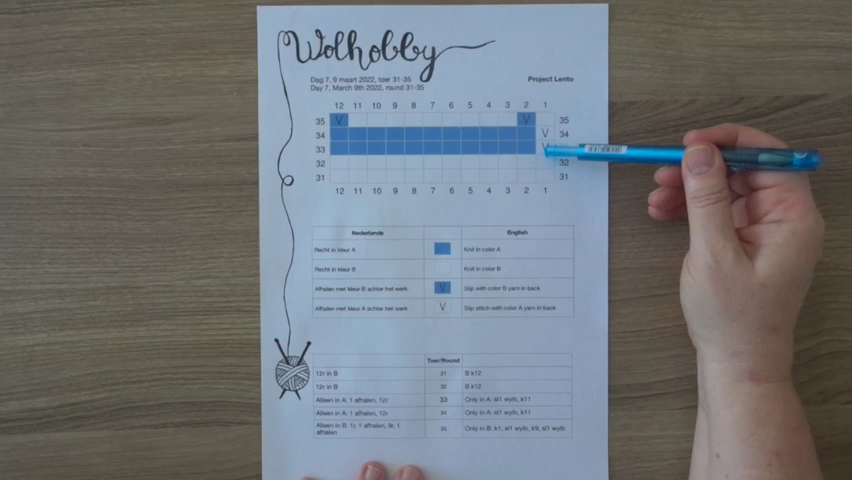 Wolhobby
Dag 7, 9 maart 2022, toer 31-35
Project Lento
Day 7, March 9th 2022, round 31-35
12 11 10 9 8 7 6 5 4 3 2 1
35 V V 35
34 V 34
33 V
32 32
31 31
12 11 10 9 8 7 6 5 4 3 2 1
Nederlands English
Recht in kleur A Knit in color A
Recht in kleur B Knit in color B
Afhalen met kleur B achter het werk V Slip with color B yarn in back
Afhalen met kleur A achter het werk V Slip stitch with color A yarn in back
Toer/Round
12r in B 31 B k12
12r in B 32 B k12
Alleen in A: 1 afhalen, 12r 33 Only in A: sl1 wyib, k11
Alleen in A: 1 afhalen, 12r 34 Only in A: sl1 wyib, k11
Alleen in B: 1r, 1 afhalen, 9r, 1 35 Only in B: k1, sl1 wyib, k9, sl1 wyib
afhalen